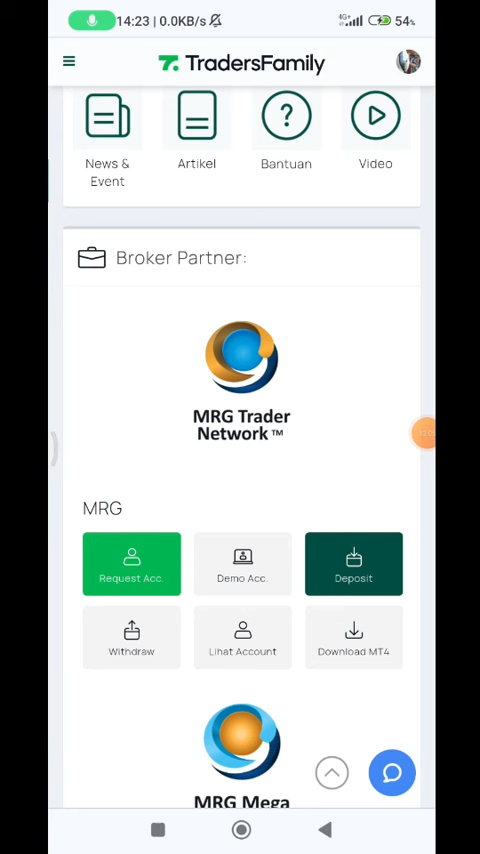 14:23 | 0.0KB/s
4G+
54%
TradersFamily
News & Event
Artikel
Bantuan
Video
Broker Partner:
MRG Trader
Network™
MRG
Request Acc.
Demo Acc.
Deposit
Withdraw
Lihat Account
Download MT4
MRG Mega